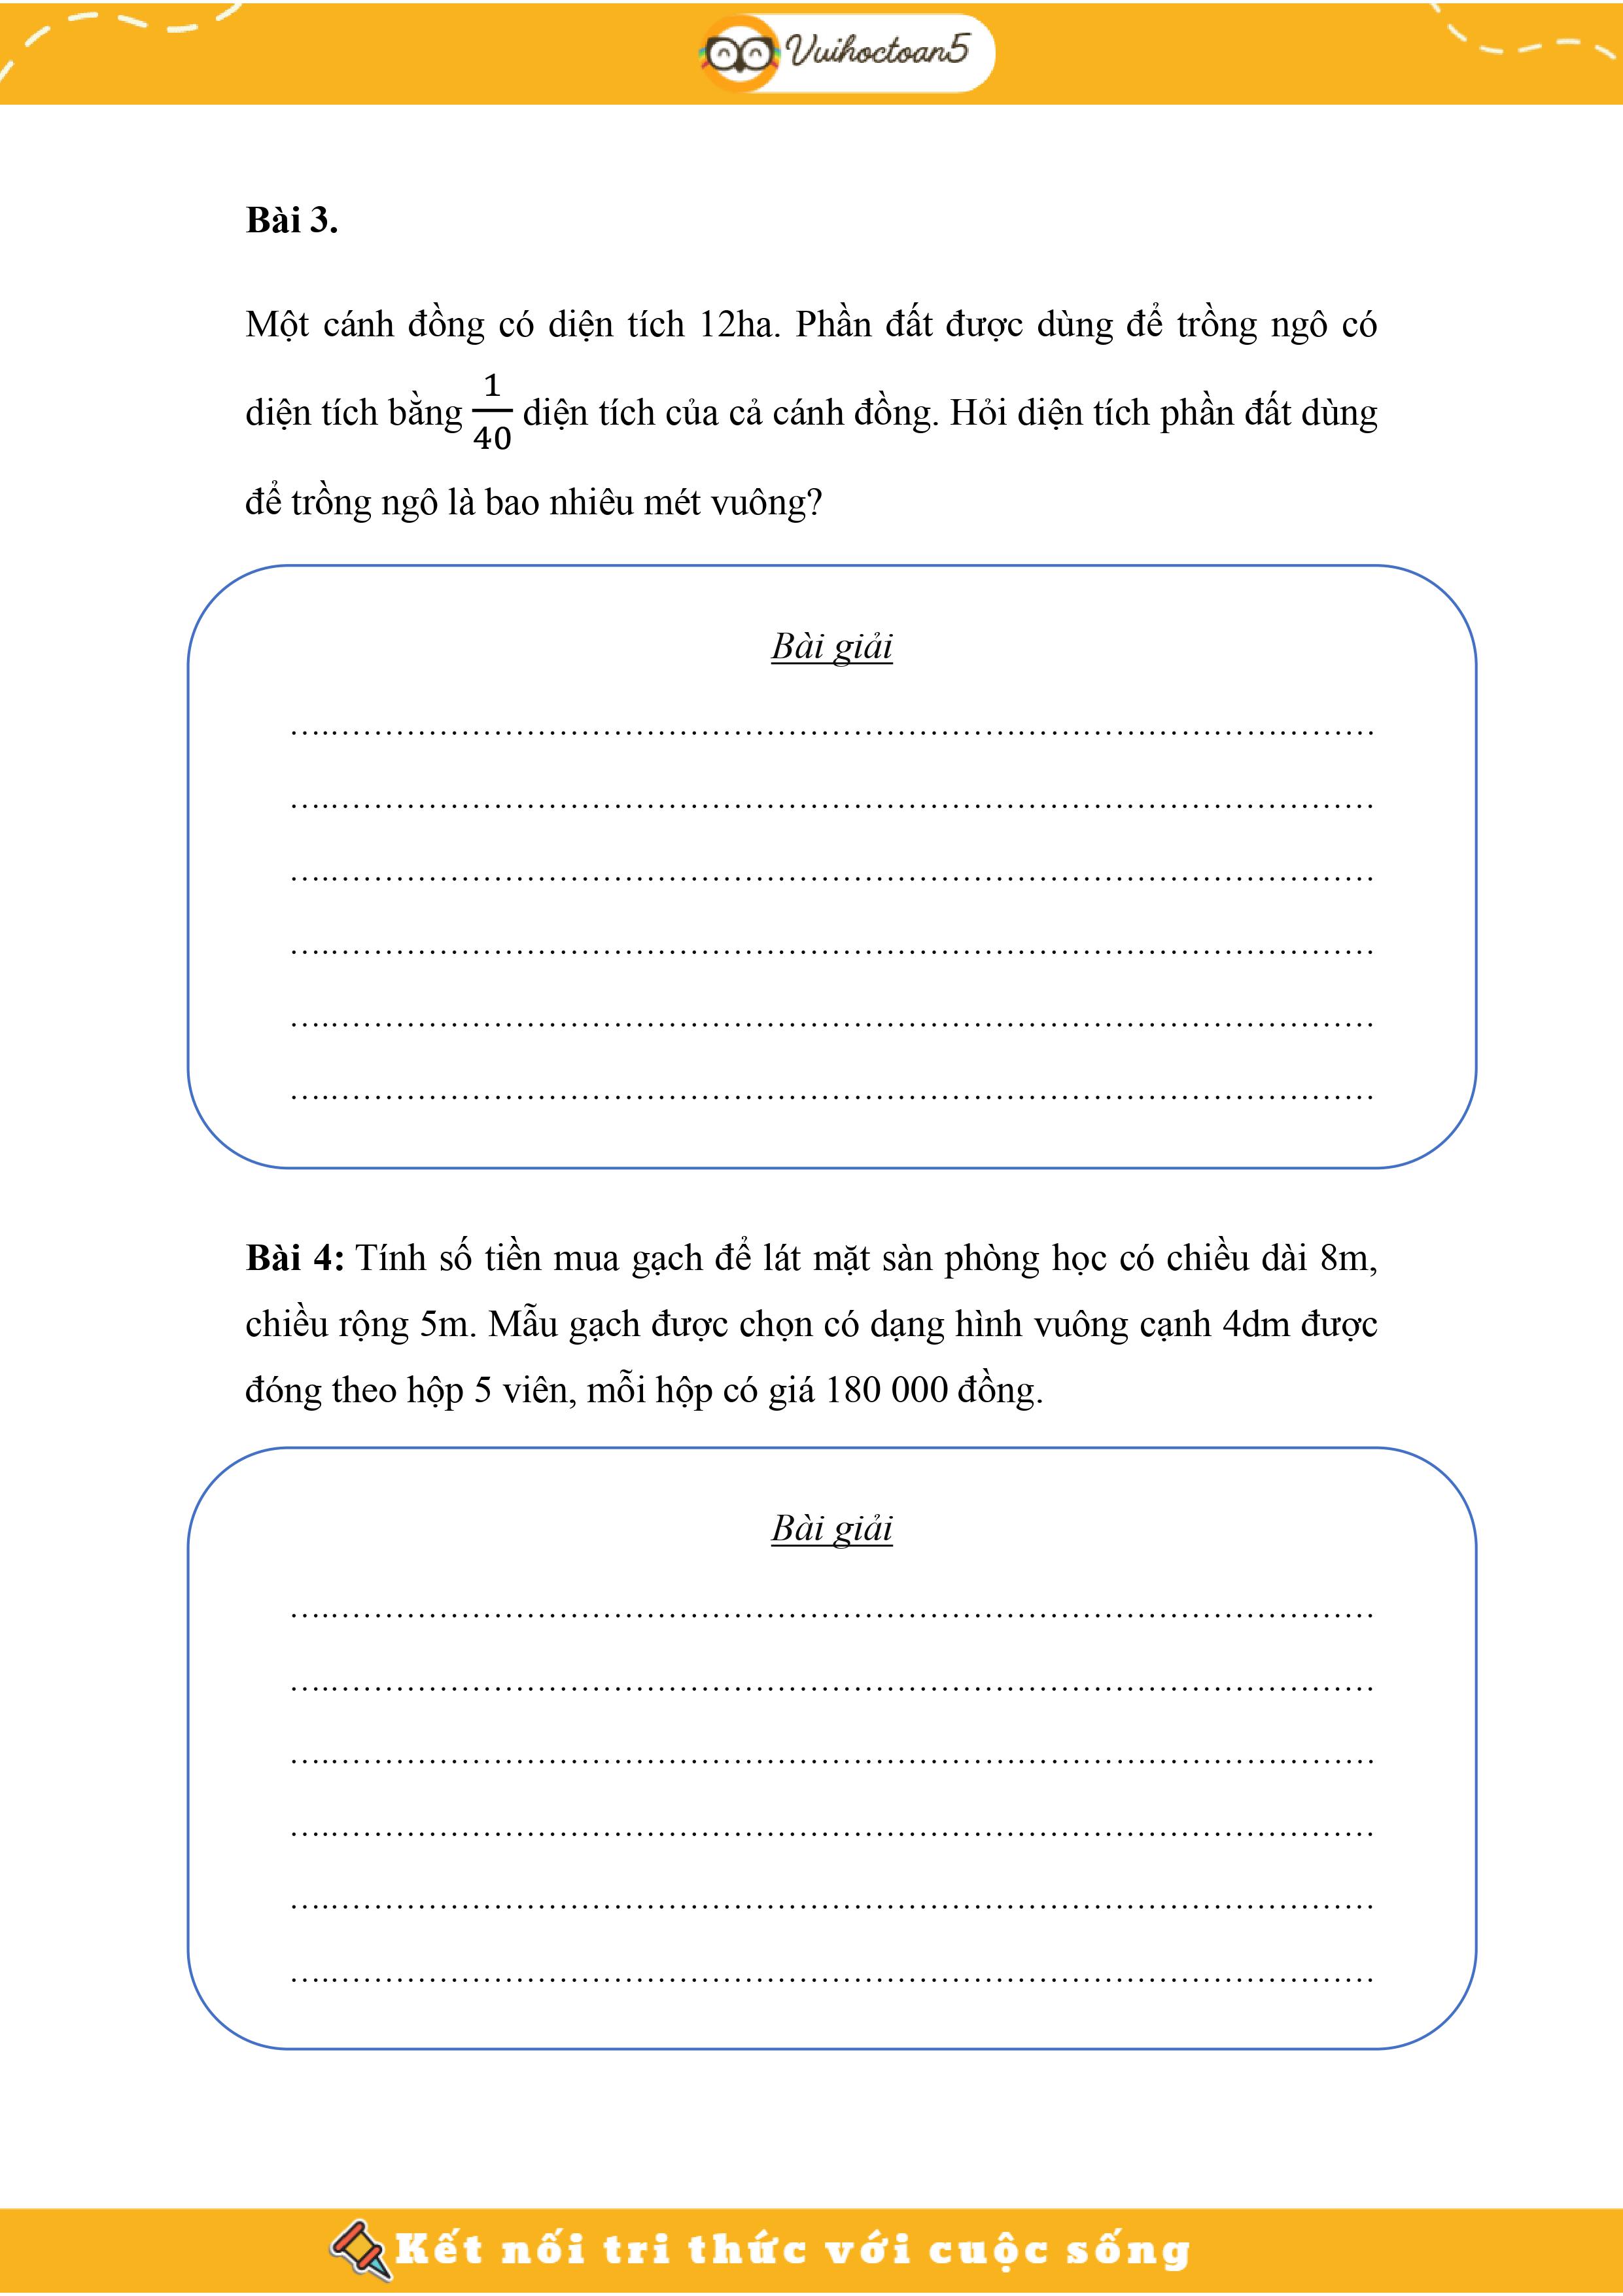 Vuihoctoan5
Bài 3.
Một cánh đồng có diện tích 12ha. Phần đất được dùng để trồng ngô có
diện tích bằng 1/40 diện tích của cả cánh đồng. Hỏi diện tích phần đất dùng
để trồng ngô là bao nhiêu mét vuông?
Bài giải
……………………………………………………………………………………
……………………………………………………………………………………
……………………………………………………………………………………
……………………………………………………………………………………
……………………………………………………………………………………
……………………………………………………………………………………
Bài 4: Tính số tiền mua gạch để lát mặt sàn phòng học có chiều dài 8m,
chiều rộng 5m. Mẫu gạch được chọn có dạng hình vuông cạnh 4dm được
đóng theo hộp 5 viên, mỗi hộp có giá 180 000 đồng.
Bài giải
……………………………………………………………………………………
……………………………………………………………………………………
……………………………………………………………………………………
……………………………………………………………………………………
……………………………………………………………………………………
……………………………………………………………………………………
Kết nối tri thức với cuộc sống